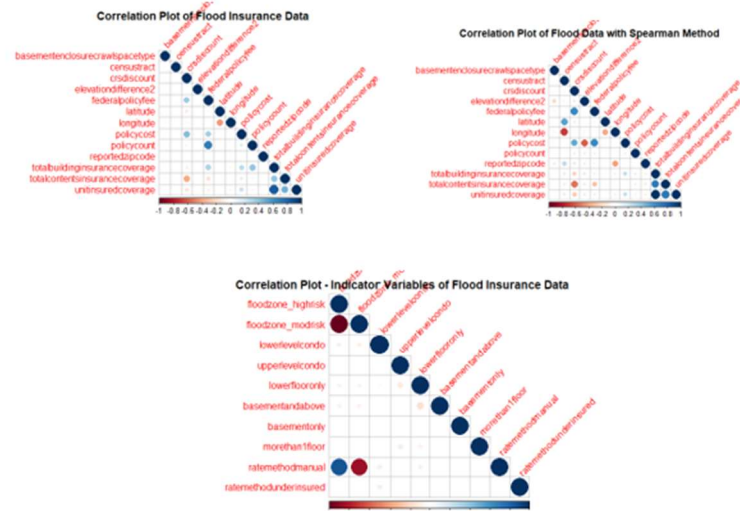 Correlation Plot of Flood Insurance Data
censustract
crsdiscount
elevationdifference2
federalpolicyfee
latitude
longitude
policycost
policycount
reportedzipcode
totalbuildinginsurancecoverage
totalcontentsinsurancecoverage
unitinsuredcoverage
basementenclosurecrawlspacetype
censustract
crsdiscount
elevationdifference2
federalpolicyfee
latitude
longitude
policycost
policycount
reportedzipcode
totalbuildinginsurancecoverage
totalcontentsinsurancecoverage
unitinsuredcoverage
-1 -0.8 -0.6 -0.4 -0.2 0 0.2 0.4 0.6 0.8 1
Correlation Plot of Flood Data with Spearman Method
censustract
crsdiscount
elevationdifference2
federalpolicyfee
latitude
longitude
policycost
policycount
reportedzipcode
totalbuildinginsurancecoverage
totalcontentsinsurancecoverage
unitinsuredcoverage
basementenclosurecrawlspacetype
censustract
crsdiscount
elevationdifference2
federalpolicyfee
latitude
longitude
policycost
policycount
reportedzipcode
totalbuildinginsurancecoverage
totalcontentsinsurancecoverage
unitinsuredcoverage
-1 -0.8 -0.6 -0.4 -0.2 0 0.2 0.4 0.6 0.8 1
Correlation Plot - Indicator Variables of Flood Insurance Data
lowerlevelcondo
upperlevelcondo
lowerflooronly
basementandabove
basementonly
morethan1floor
ratemethodmanual
ratemethodunderinsured
floodzone_highrisk
floodzone_modrisk
lowerlevelcondo
upperlevelcondo
lowerflooronly
basementandabove
basementonly
morethan1floor
ratemethodmanual
ratemethodunderinsured